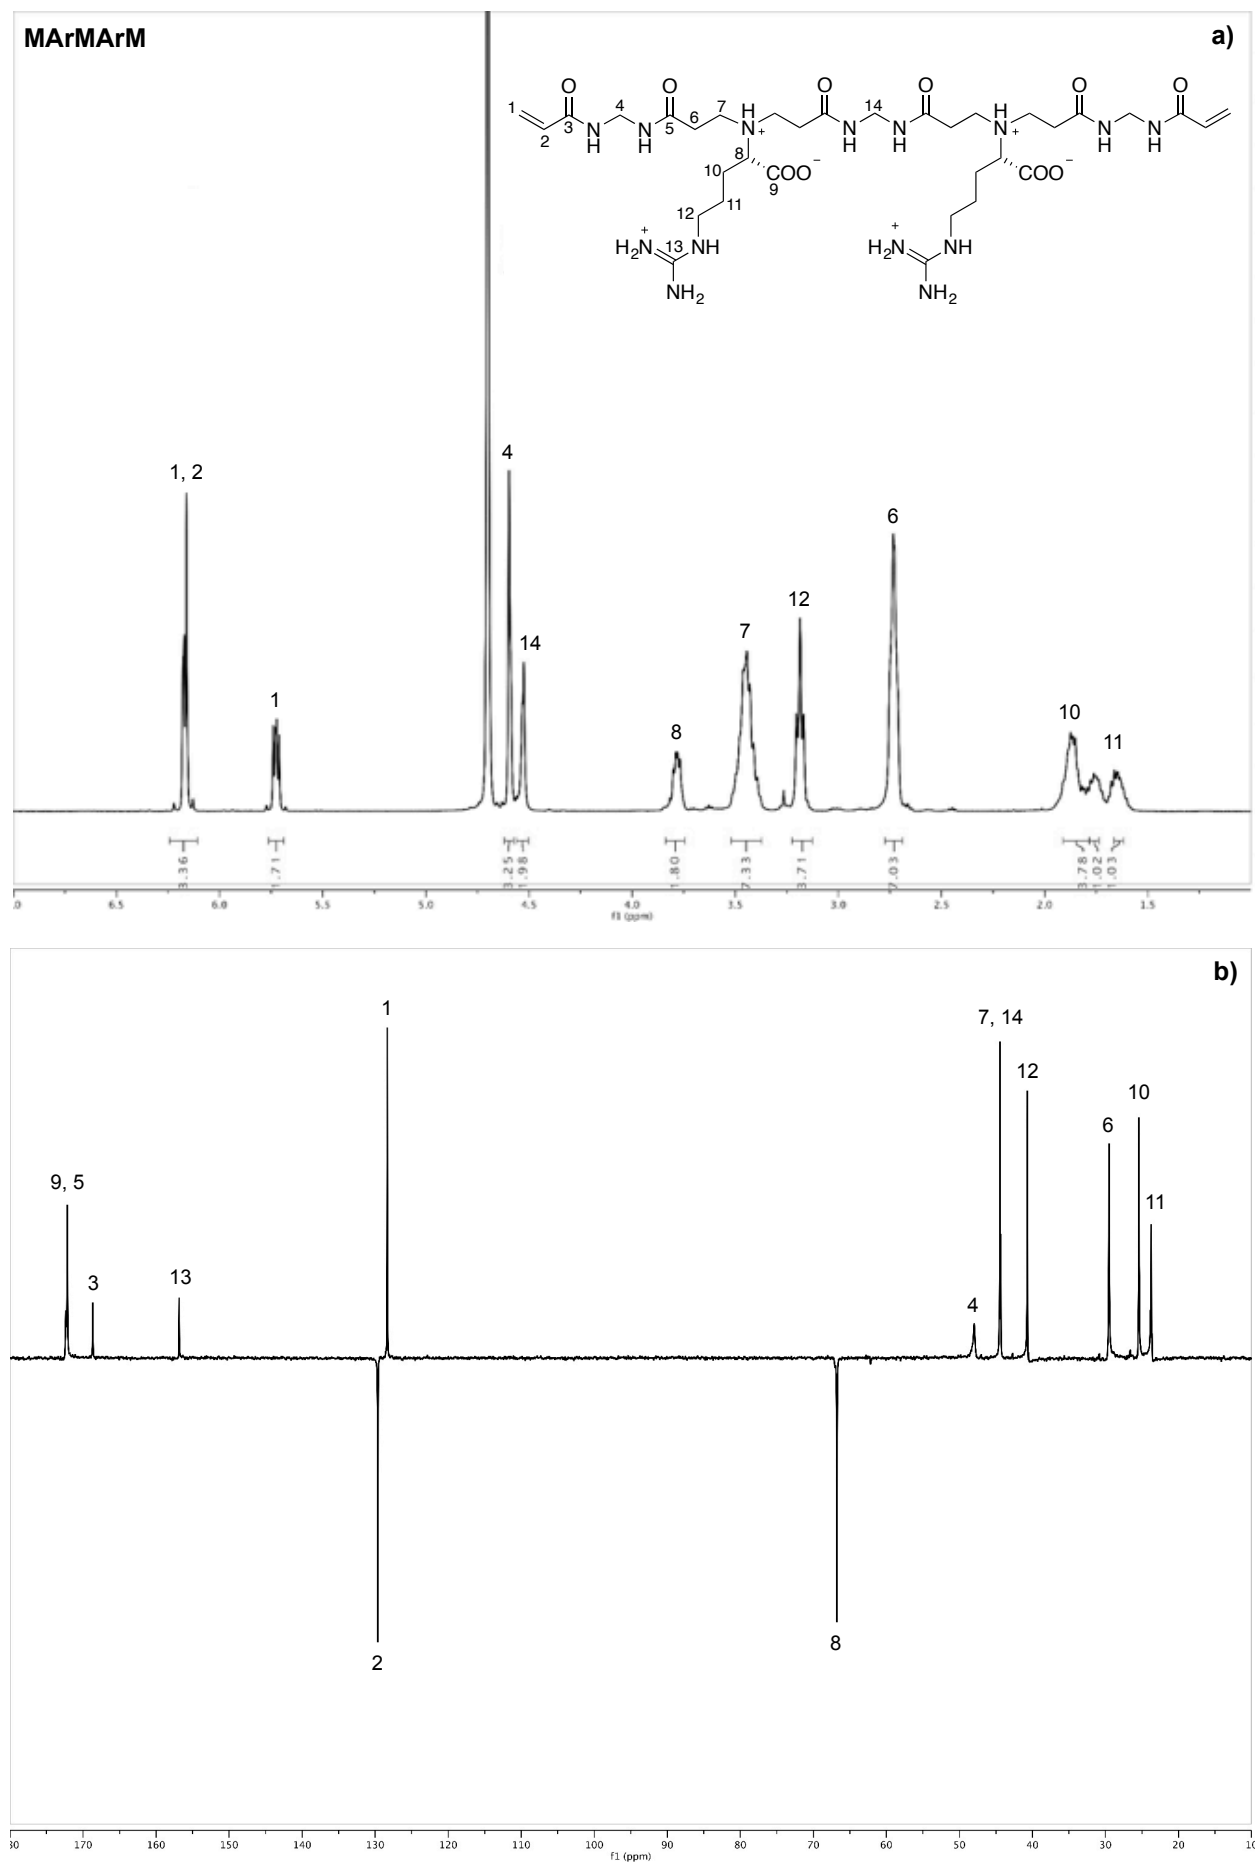 MArMArM
a)
O O O O O O
1 4 7 H 14 H
2 3 N H N H 5 6 N + N H N H N + N H N H
8 COO − COO −
10 9
12 11
+ +
H2N 13 NH H2N NH
NH2 NH2
1, 2
1
4
14
8
7
12
6
10
11
3.36
1.71
3.25
1.98
1.80
7.33
3.71
7.03
3.78
1.02
1.03
.0 6.5 6.0 5.5 5.0 4.5 4.0 3.5 3.0 2.5 2.0 1.5
f1 (ppm)
b)
1
7, 14
12
10
6
9, 5
11
3
13
4
8
2
80 170 160 150 140 130 120 110 100 90 80 70 60 50 40 30 20 10
f1 (ppm)